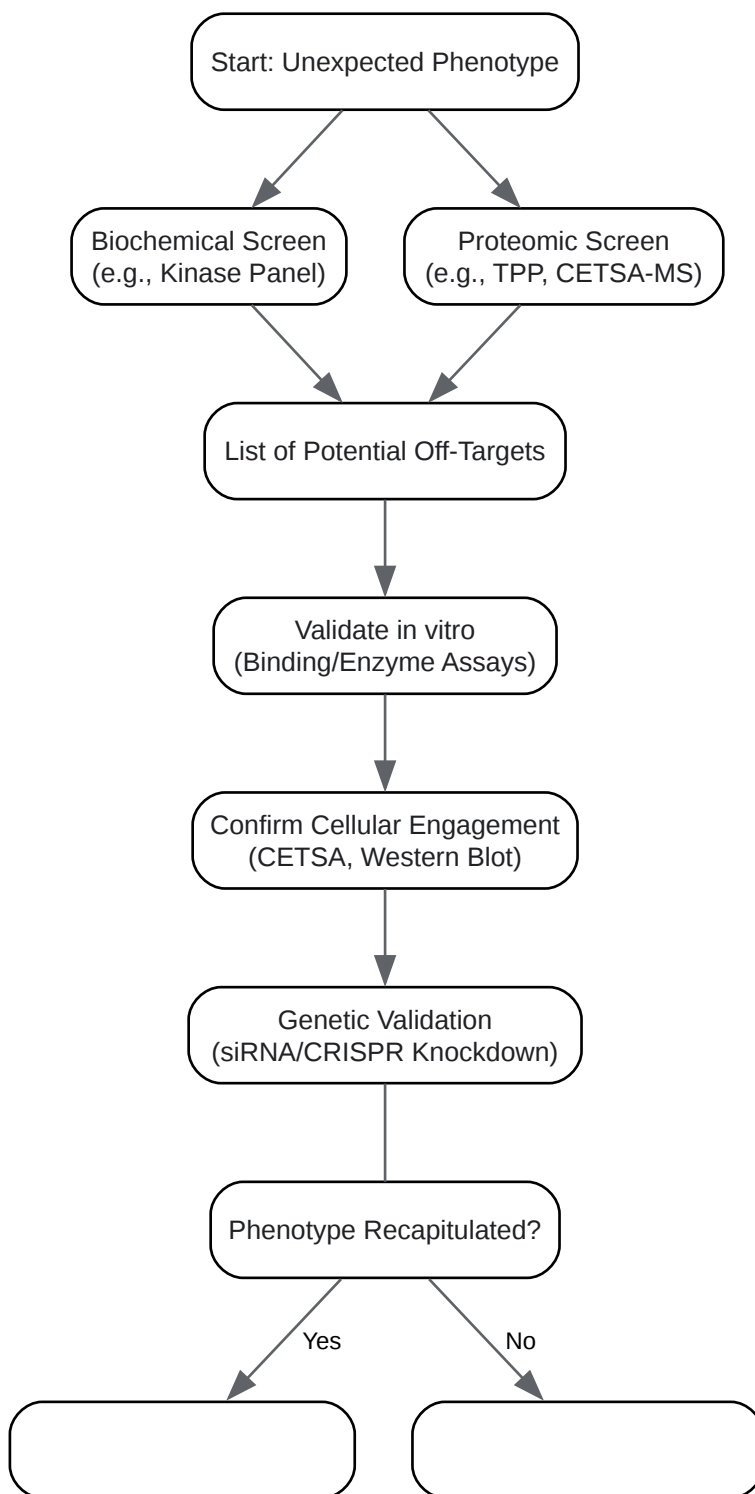 Start: Unexpected Phenotype
Biochemical Screen
(e.g., Kinase Panel)
Proteomic Screen
(e.g., TPP, CETSA-MS)
List of Potential Off-Targets
Validate in vitro
(Binding/Enzyme Assays)
Confirm Cellular Engagement
(CETSA, Western Blot)
Genetic Validation
(siRNA/CRISPR Knockdown)
Phenotype Recapitulated?
Yes
No